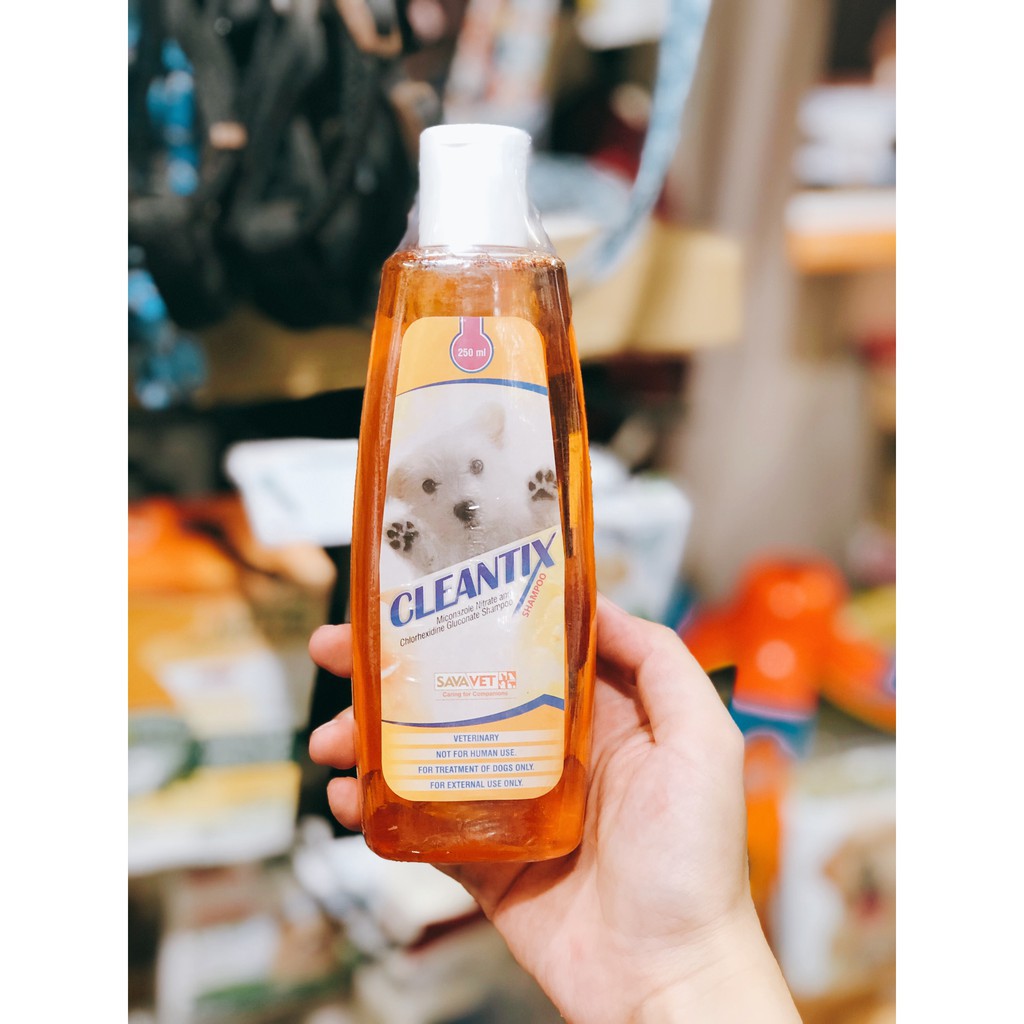 250 ml
CLEANTIX
SHAMPOO
Miconazole Nitrate and
Chlorhexidine Gluconate Shampoo
SAVAVET
Caring for Companions
VETERINARY
NOT FOR HUMAN USE.
FOR TREATMENT OF DOGS ONLY.
FOR EXTERNAL USE ONLY.